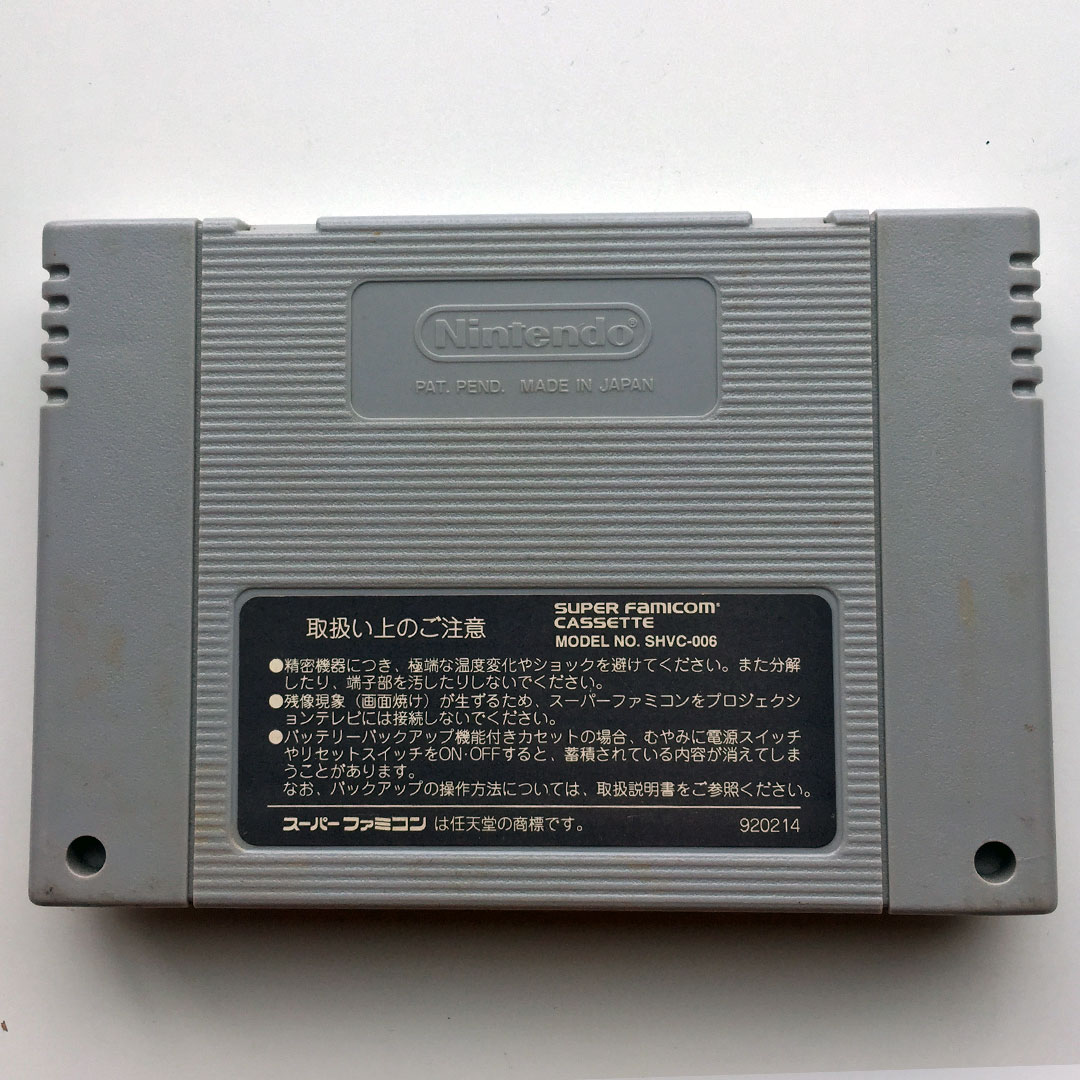 Nintendo®
PAT. PEND. MADE IN JAPAN
取扱い上のご注意
SUPER FAMICOM®
CASSETTE
MODEL NO. SHVC-006
●精密機器につき、極端な温度変化やショックを避けてください。また分解
したり、端子部を汚したりしないでください。
●残像現象（画面焼け）が生ずるため、スーパーファミコンをプロジェクシ
ョンテレビには接続しないでください。
●バッテリーバックアップ機能付きカセットの場合、むやみに電源スイッチ
やリセットスイッチをON·OFFすると、蓄積されている内容が消えてしま
うことがあります。
なお、バックアップの操作方法については、取扱説明書をご参照ください。
スーパーファミコン は任天堂の商標です。
920214